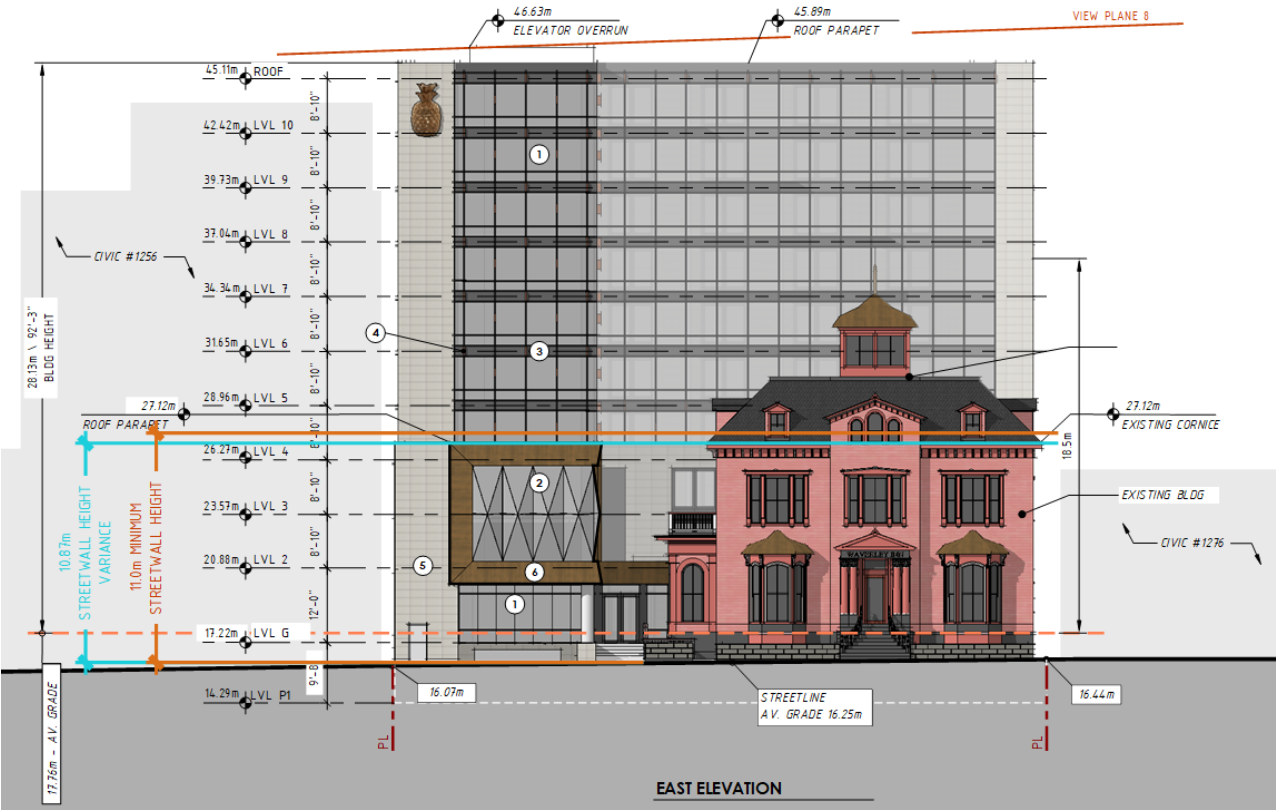 46.63m
ELEVATOR OVERRUN
45.89m
ROOF PARAPET
VIEW PLANE 8
45.11m ROOF
8'-10"
42.42m LVL 10
8'-10"
1
39.73m LVL 9
8'-10"
37.04m LVL 8
CIVIC #1256
8'-10"
34.34m LVL 7
8'-10"
28.13m \ 92'-3"
BLDG HEIGHT
4
31.65m LVL 6
3
8'-10"
28.96m LVL 5
27.12m
ROOF PARAPET
8'-10"
27.12m
EXISTING CORNICE
18.5m
26.27m LVL 4
8'-10"
2
EXISTING BLDG
23.57m LVL 3
8'-10"
CIVIC #1276
10.87m
STREETWALL HEIGHT
VARIANCE
11.0m MINIMUM
STREETWALL HEIGHT
20.88m LVL 2
5
6
12'-0"
1
17.22m LVL G
9'-8
14.29m LVL P1
17.76m - AV. GRADE
16.07m
STREETLINE
AV. GRADE 16.25m
16.44m
PL
PL
EAST ELEVATION